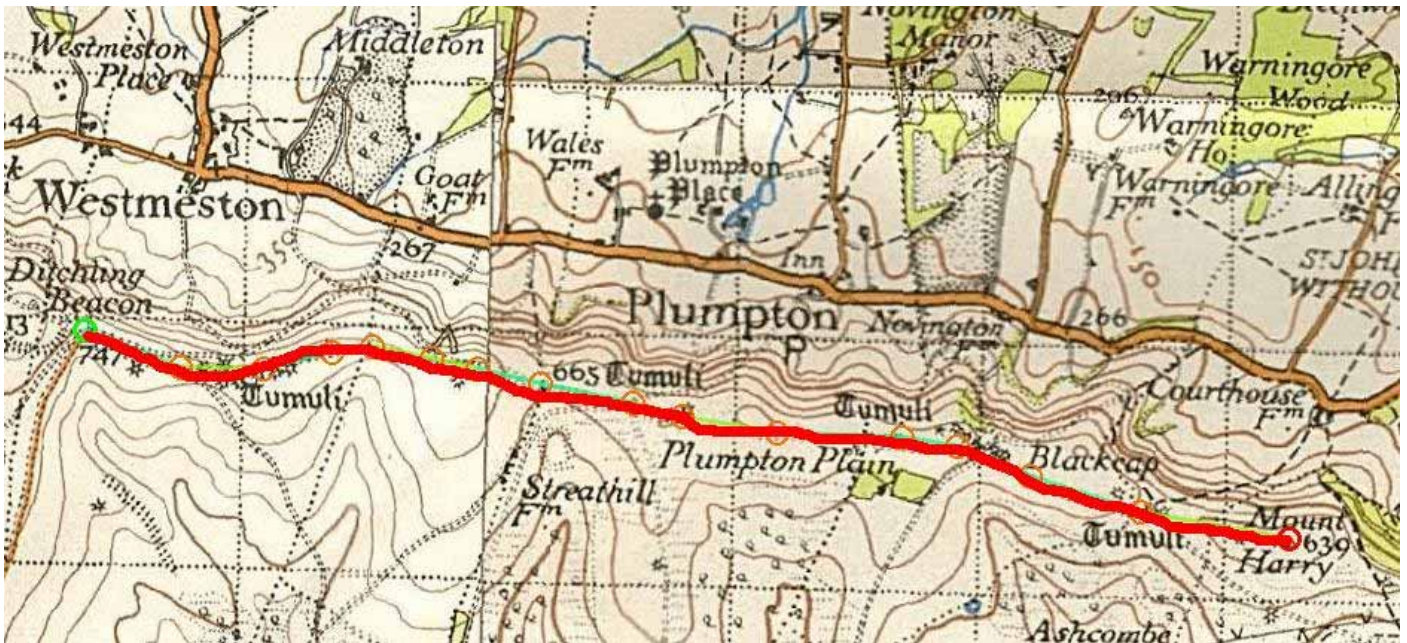 Novington
Manor
Westmeston
Place
Middleton
Warningore
Wood
206
Warningore
Ho
44
Wales
Fm
Plumpton
Place
Goat
Fm
Warningore
Fm
Westmeston
350
267
Inn
150
Ditchling
Beacon
Plumpton
P
Novington
Fm
266
747
665 Tumuli
Tumuli
Tumuli
Courthouse
Fm
Plumpton Plain
Blackcap
Streathill
Fm
Tumuli
Mount
Harry
639
Ashcombe